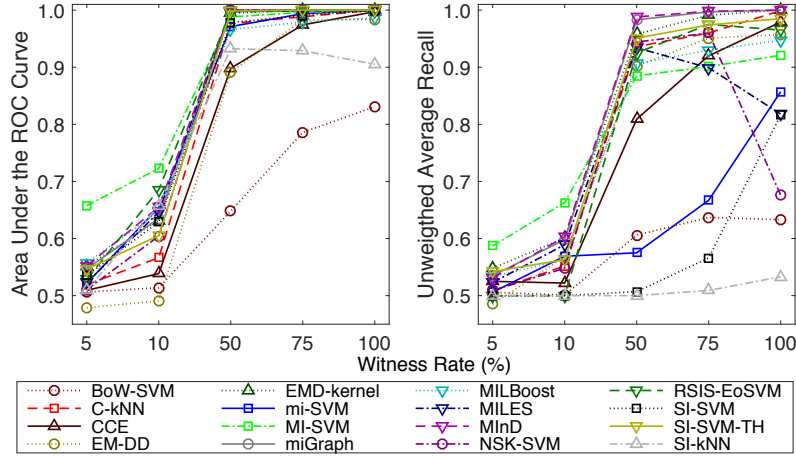 Area Under the ROC Curve
1.0
0.9
0.8
0.7
0.6
0.5
5 10 50 75 100
Unweigthed Average Recall
1.0
0.9
0.8
0.7
0.6
0.5
5 10 50 75 100
Witness Rate (%)
BoW-SVM EMD-kernel MILBoost RSIS-EoSVM
C-kNN mi-SVM MILES SI-SVM
CCE MI-SVM MInD SI-SVM-TH
EM-DD miGraph NSK-SVM SI-kNN